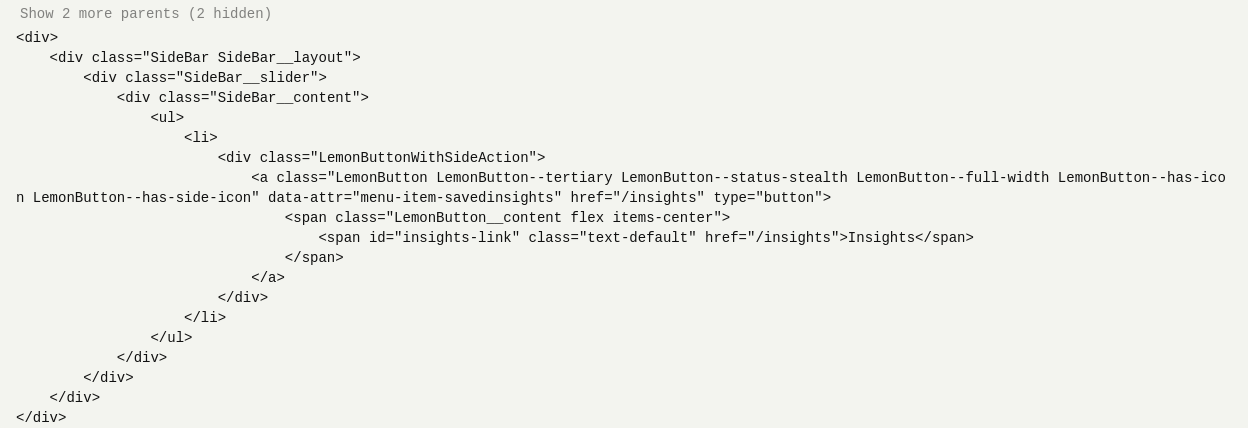 Show 2 more parents (2 hidden)
<div>
    <div class="SideBar SideBar__layout">
        <div class="SideBar__slider">
            <div class="SideBar__content">
                <ul>
                    <li>
                        <div class="LemonButtonWithSideAction">
                            <a class="LemonButton LemonButton--tertiary LemonButton--status-stealth LemonButton--full-width LemonButton--has-ico
n LemonButton--has-side-icon" data-attr="menu-item-savedinsights" href="/insights" type="button">
                                <span class="LemonButton__content flex items-center">
                                    <span id="insights-link" class="text-default" href="/insights">Insights</span>
                                </span>
                            </a>
                        </div>
                    </li>
                </ul>
            </div>
        </div>
    </div>
</div>